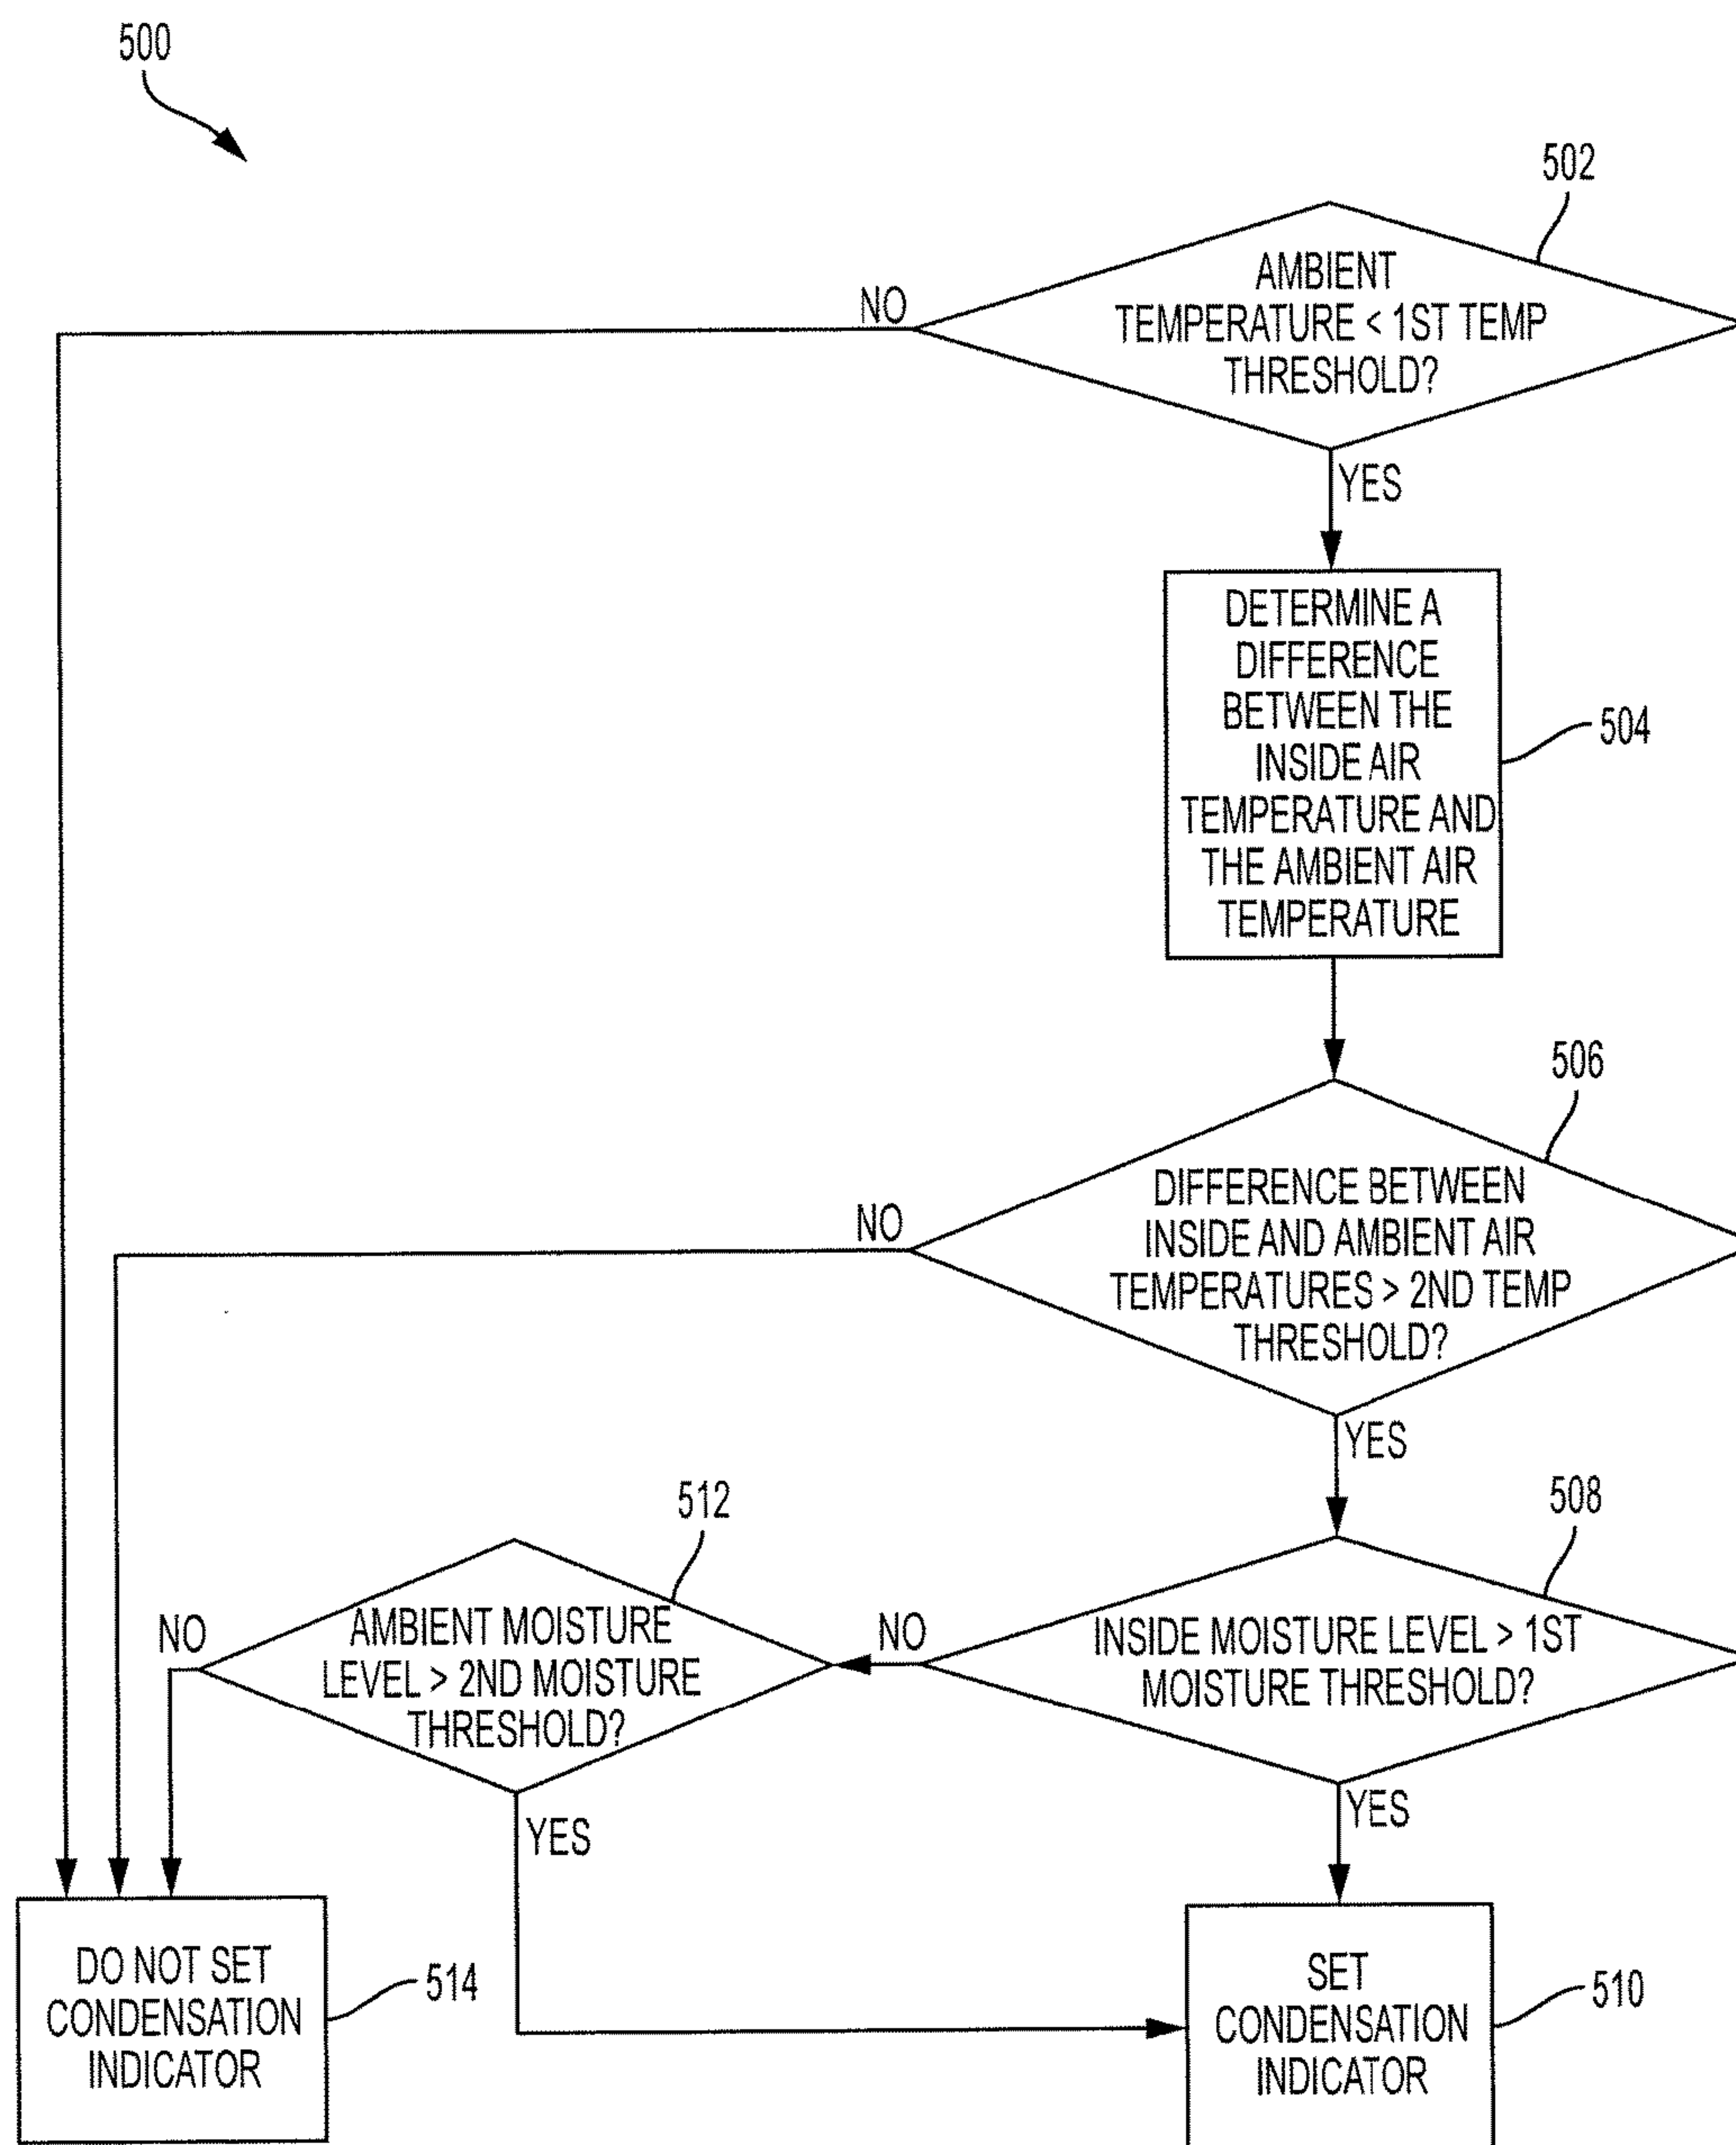 500
502
AMBIENT
TEMPERATURE < 1ST TEMP
THRESHOLD?
NO
YES
DETERMINE A
DIFFERENCE
BETWEEN THE
INSIDE AIR
TEMPERATURE AND
THE AMBIENT AIR
TEMPERATURE
504
506
DIFFERENCE BETWEEN
INSIDE AND AMBIENT AIR
TEMPERATURES > 2ND TEMP
THRESHOLD?
NO
YES
508
INSIDE MOISTURE LEVEL > 1ST
MOISTURE THRESHOLD?
NO
YES
512
AMBIENT MOISTURE
LEVEL > 2ND MOISTURE
THRESHOLD?
NO
YES
DO NOT SET
CONDENSATION
INDICATOR
514
SET
CONDENSATION
INDICATOR
510